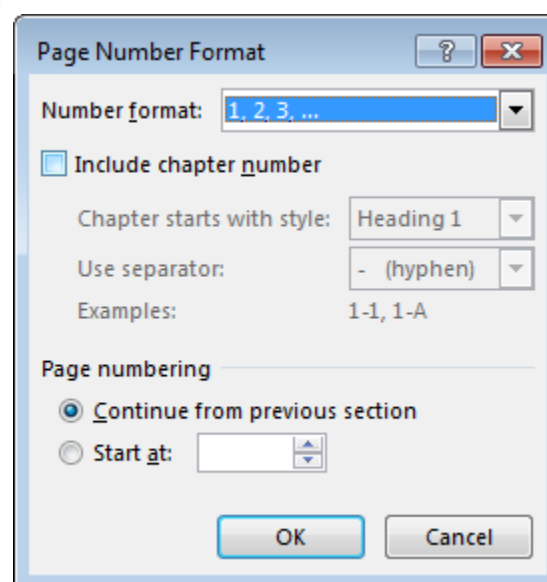 Page Number Format
Number format: 1, 2, 3, ...
Include chapter number
Chapter starts with style: Heading 1
Use separator: - (hyphen)
Examples: 1-1, 1-A
Page numbering
Continue from previous section
Start at:
OK Cancel